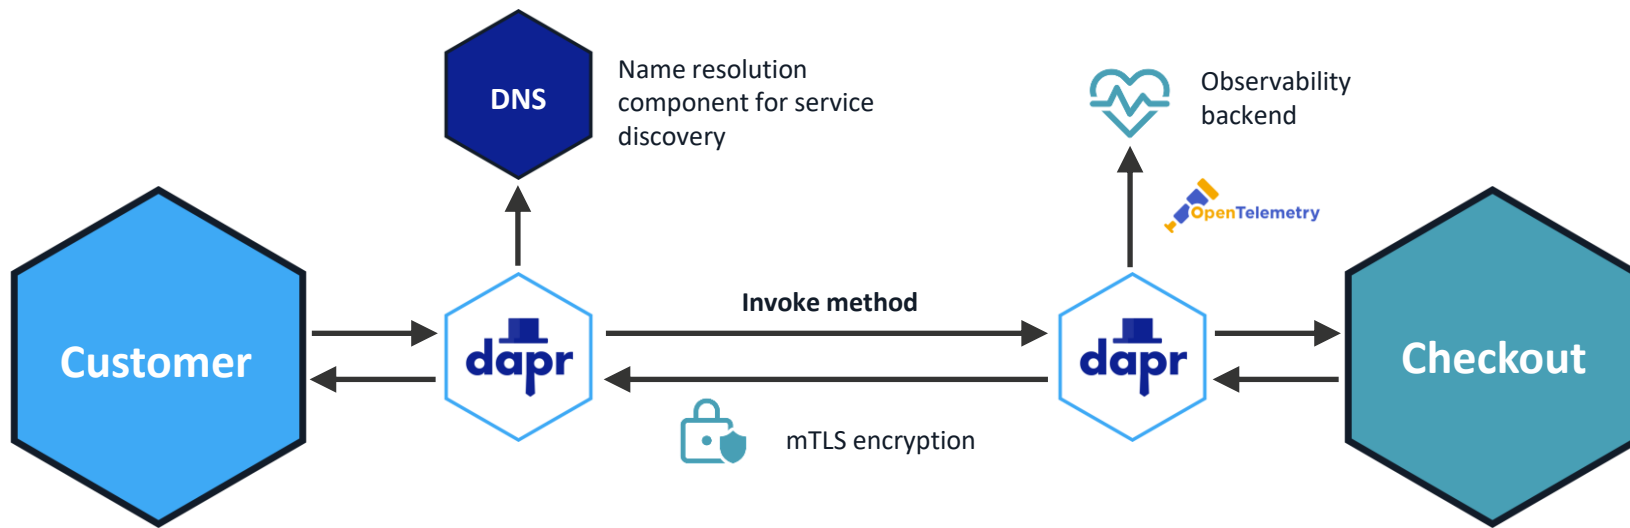 DNS
Name resolution
component for service
discovery
Observability
backend
OpenTelemetry
Customer
dapr
Invoke method
mTLS encryption
dapr
Checkout